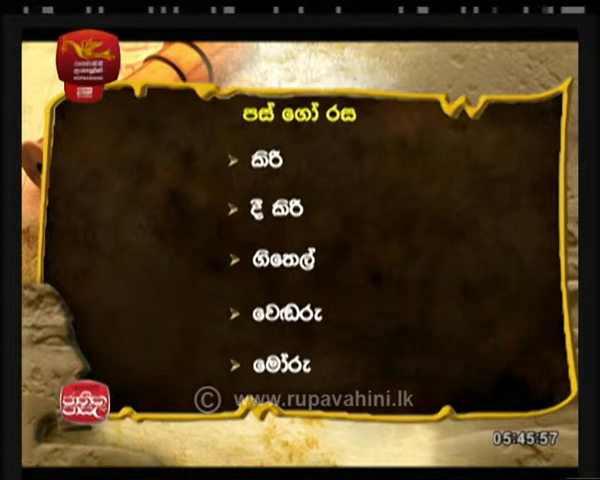 පස් ගෝ රස
කිරි
දී කිරි
ගිතෙල්
වෙඬරු
මෝරු
© www.rupavahini.lk
05:45:57